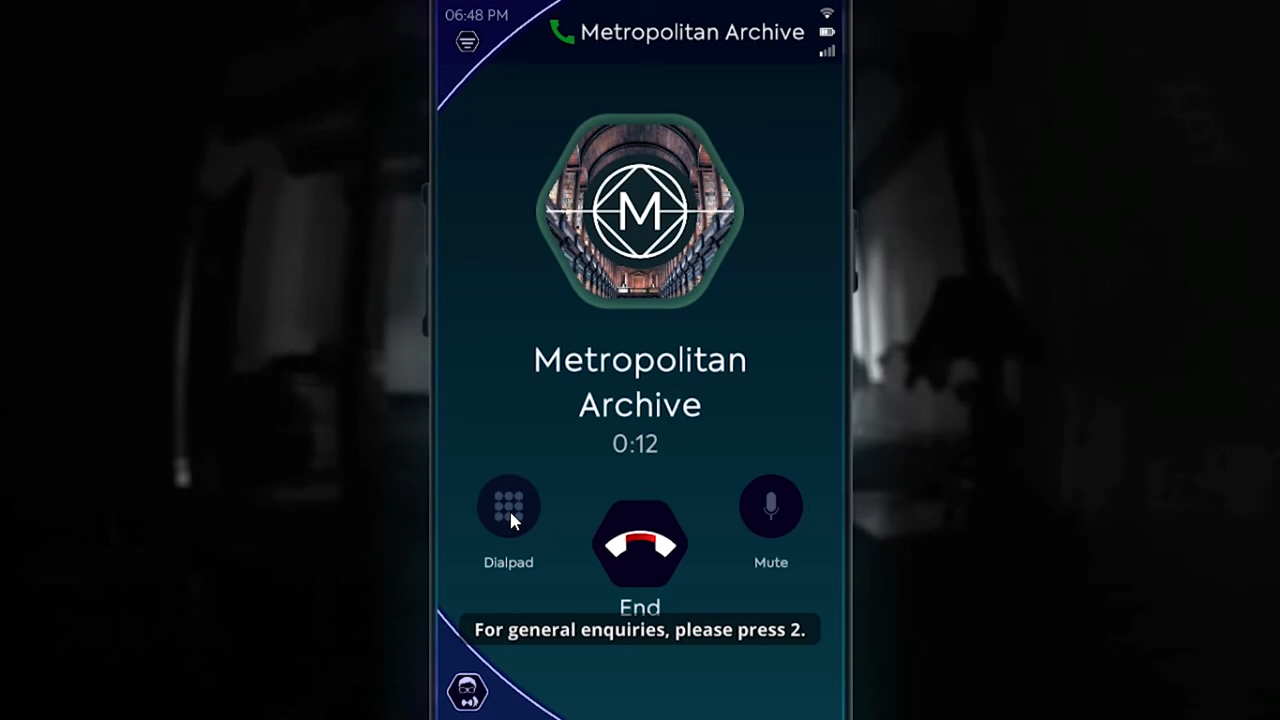 06:48 PM
Metropolitan Archive
M
Metropolitan
Archive
0:12
Dialpad
Mute
End
For general enquiries, please press 2.